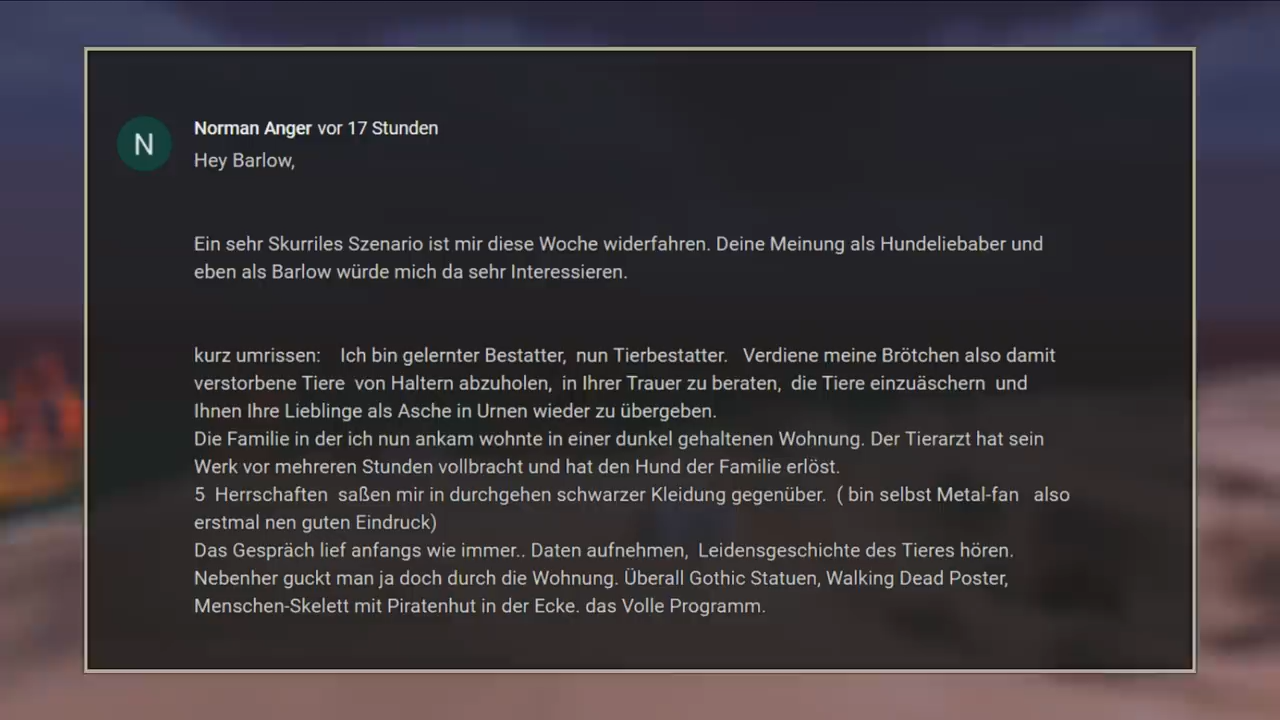 N
Norman Anger vor 17 Stunden
Hey Barlow,
Ein sehr Skurriles Szenario ist mir diese Woche widerfahren. Deine Meinung als Hundeliebaber und
eben als Barlow würde mich da sehr Interessieren.
kurz umrissen: Ich bin gelernter Bestatter, nun Tierbestatter. Verdiene meine Brötchen also damit
verstorbene Tiere von Haltern abzuholen, in Ihrer Trauer zu beraten, die Tiere einzuäschern und
Ihnen Ihre Lieblinge als Asche in Urnen wieder zu übergeben.
Die Familie in der ich nun ankam wohnte in einer dunkel gehaltenen Wohnung. Der Tierarzt hat sein
Werk vor mehreren Stunden vollbracht und hat den Hund der Familie erlöst.
5 Herrschaften saßen mir in durchgehen schwarzer Kleidung gegenüber. ( bin selbst Metal-fan also
erstmal nen guten Eindruck)
Das Gespräch lief anfangs wie immer.. Daten aufnehmen, Leidensgeschichte des Tieres hören.
Nebenher guckt man ja doch durch die Wohnung. Überall Gothic Statuen, Walking Dead Poster,
Menschen-Skelett mit Piratenhut in der Ecke. das Volle Programm.